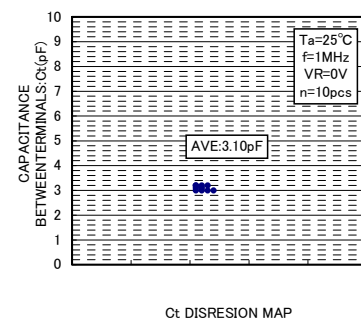 CAPACITANCE
BETWEENTERMINALS:Ct(pF)
10
9
8
7
6
5
4
3
2
1
0
Ta=25℃
f=1MHz
VR=0V
n=10pcs
AVE:3.10pF
Ct DISRESION MAP